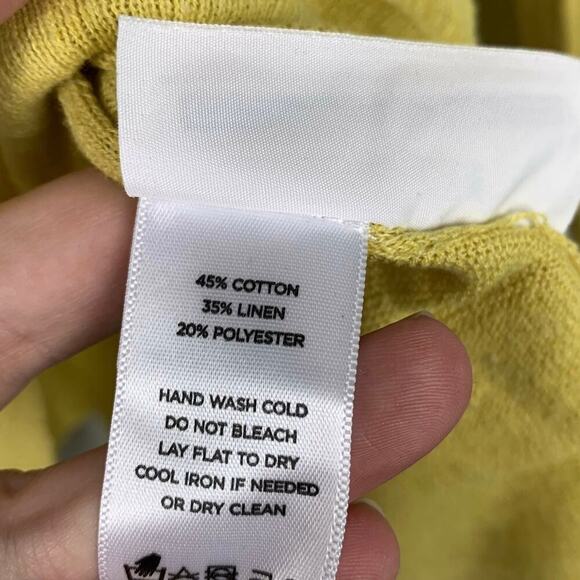 45% COTTON
35% LINEN
20% POLYESTER
HAND WASH COLD
DO NOT BLEACH
LAY FLAT TO DRY
COOL IRON IF NEEDED
OR DRY CLEAN